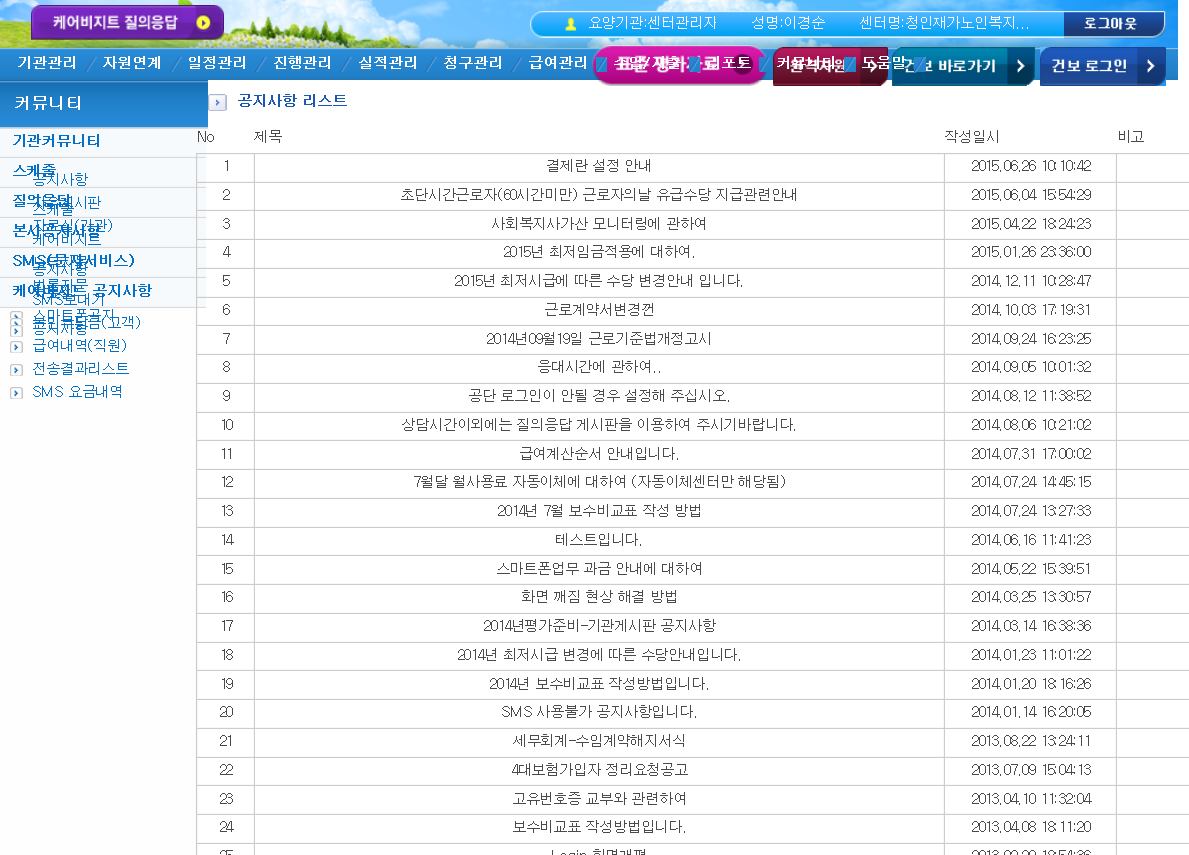 케어비지트 질의응답
요양기관:센터관리자 성명:이경순 센터명:청인재가노인복지... 로그아웃
기관관리 자원연계 일정관리 진행관리 실적관리 청구관리 급여관리 포트 커뮤니티 도움말
원격지원 바로가기 건보 로그인
커뮤니티
공지사항 리스트
기관커뮤니티
스케줄
공지사항
질의응답
스케줄
본사공지사항
케어비지트
SMS(문자서비스)
공지사항
케어비지트 공지사항
SMS보내기
스마트폰공지
본인부담금(고객)
공지사항
급여내역(직원)
전송결과리스트
SMS 요금내역
No 제목 작성일시 비고
1 결제란 설정 안내 2015.06.26 10:10:42
2 초단시간근로자(60시간미만) 근로자의날 유급수당 지급관련안내 2015.06.04 15:54:29
3 사회복지사가산 모니터링에 관하여 2015.04.22 18:24:23
4 2015년 최저임금적용에 대하여. 2015.01.26 23:36:00
5 2015년 최저시급에 따른 수당 변경안내 입니다. 2014.12.11 10:28:47
6 근로계약서변경껀 2014.10.03 17:19:31
7 2014년09월19일 근로기준법개정고시 2014.09.24 16:23:25
8 응대시간에 관하여.. 2014.09.05 10:01:32
9 공단 로그인이 안될 경우 설정해 주십시오. 2014.08.12 11:38:52
10 상담시간이외에는 질의응답 게시판을 이용하여 주시기바랍니다. 2014.08.06 10:21:02
11 급여계산순서 안내입니다. 2014.07.31 17:00:02
12 7월달 월사용료 자동이체에 대하여 (자동이체센터만 해당됨) 2014.07.24 14:45:15
13 2014년 7월 보수비교표 작성 방법 2014.07.24 13:27:33
14 테스트입니다. 2014.06.16 11:41:23
15 스마트폰업무 과금 안내에 대하여 2014.05.22 15:39:51
16 화면 깨짐 현상 해결 방법 2014.03.25 13:30:57
17 2014년평가준비-기관게시판 공지사항 2014.03.14 16:38:36
18 2014년 최저시급 변경에 따른 수당안내입니다. 2014.01.23 11:01:22
19 2014년 보수비교표 작성방법입니다. 2014.01.20 18:16:26
20 SMS 사용불가 공지사항입니다. 2014.01.14 16:20:05
21 세무회계-수임계약해지서식 2013.08.22 13:24:11
22 4대보험가입자 정리요청공고 2013.07.09 15:04:13
23 고유번호증 교부와 관련하여 2013.04.10 11:32:04
24 보수비교표 작성방법입니다. 2013.04.08 18:11:20